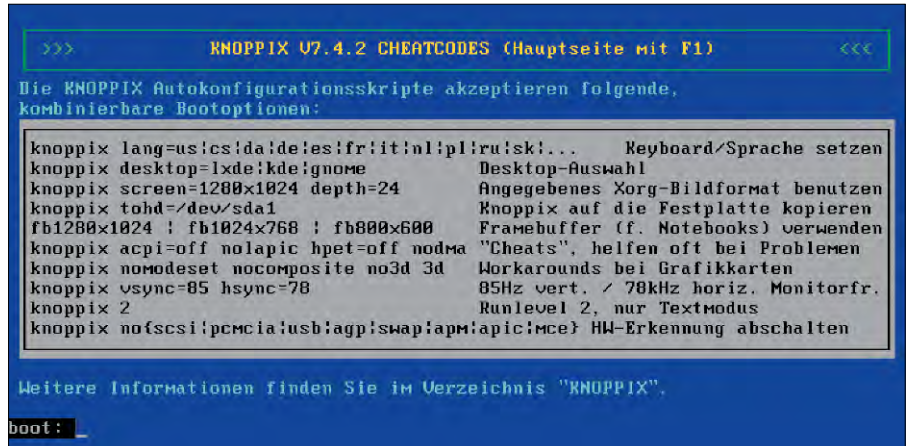 >>> KNOPPIX V7.4.2 CHEATCODES (Hauptseite mit F1) <<<
Die KNOPPIX Autokonfigurationsskripte akzeptieren folgende,
kombinierbare Bootoptionen:
knoppix lang=us|cs|da|de|es|fr|it|nl|pl|ru|sk|... Keyboard/Sprache setzen
knoppix desktop=lxde|kde|gnome Desktop-Auswahl
knoppix screen=1280x1024 depth=24 Angegebenes Xorg-Bildformat benutzen
knoppix tohd=/dev/sda1 Knoppix auf die Festplatte kopieren
fb1280x1024 | fb1024x768 | fb800x600 Framebuffer (f. Notebooks) verwenden
knoppix acpi=off nolapic hpet=off nodma "Cheats", helfen oft bei Problemen
knoppix nomodeset nocomposite no3d 3d Workarounds bei Grafikkarten
knoppix vsync=85 hsync=78 85Hz vert. / 78kHz horiz. Monitorfr.
knoppix 2 Runlevel 2, nur Textmodus
knoppix no{scsi|pcmcia|usb|agp|swap|apm|apic|mce} HW-Erkennung abschalten
Weitere Informationen finden Sie im Verzeichnis "KNOPPIX".
boot: _